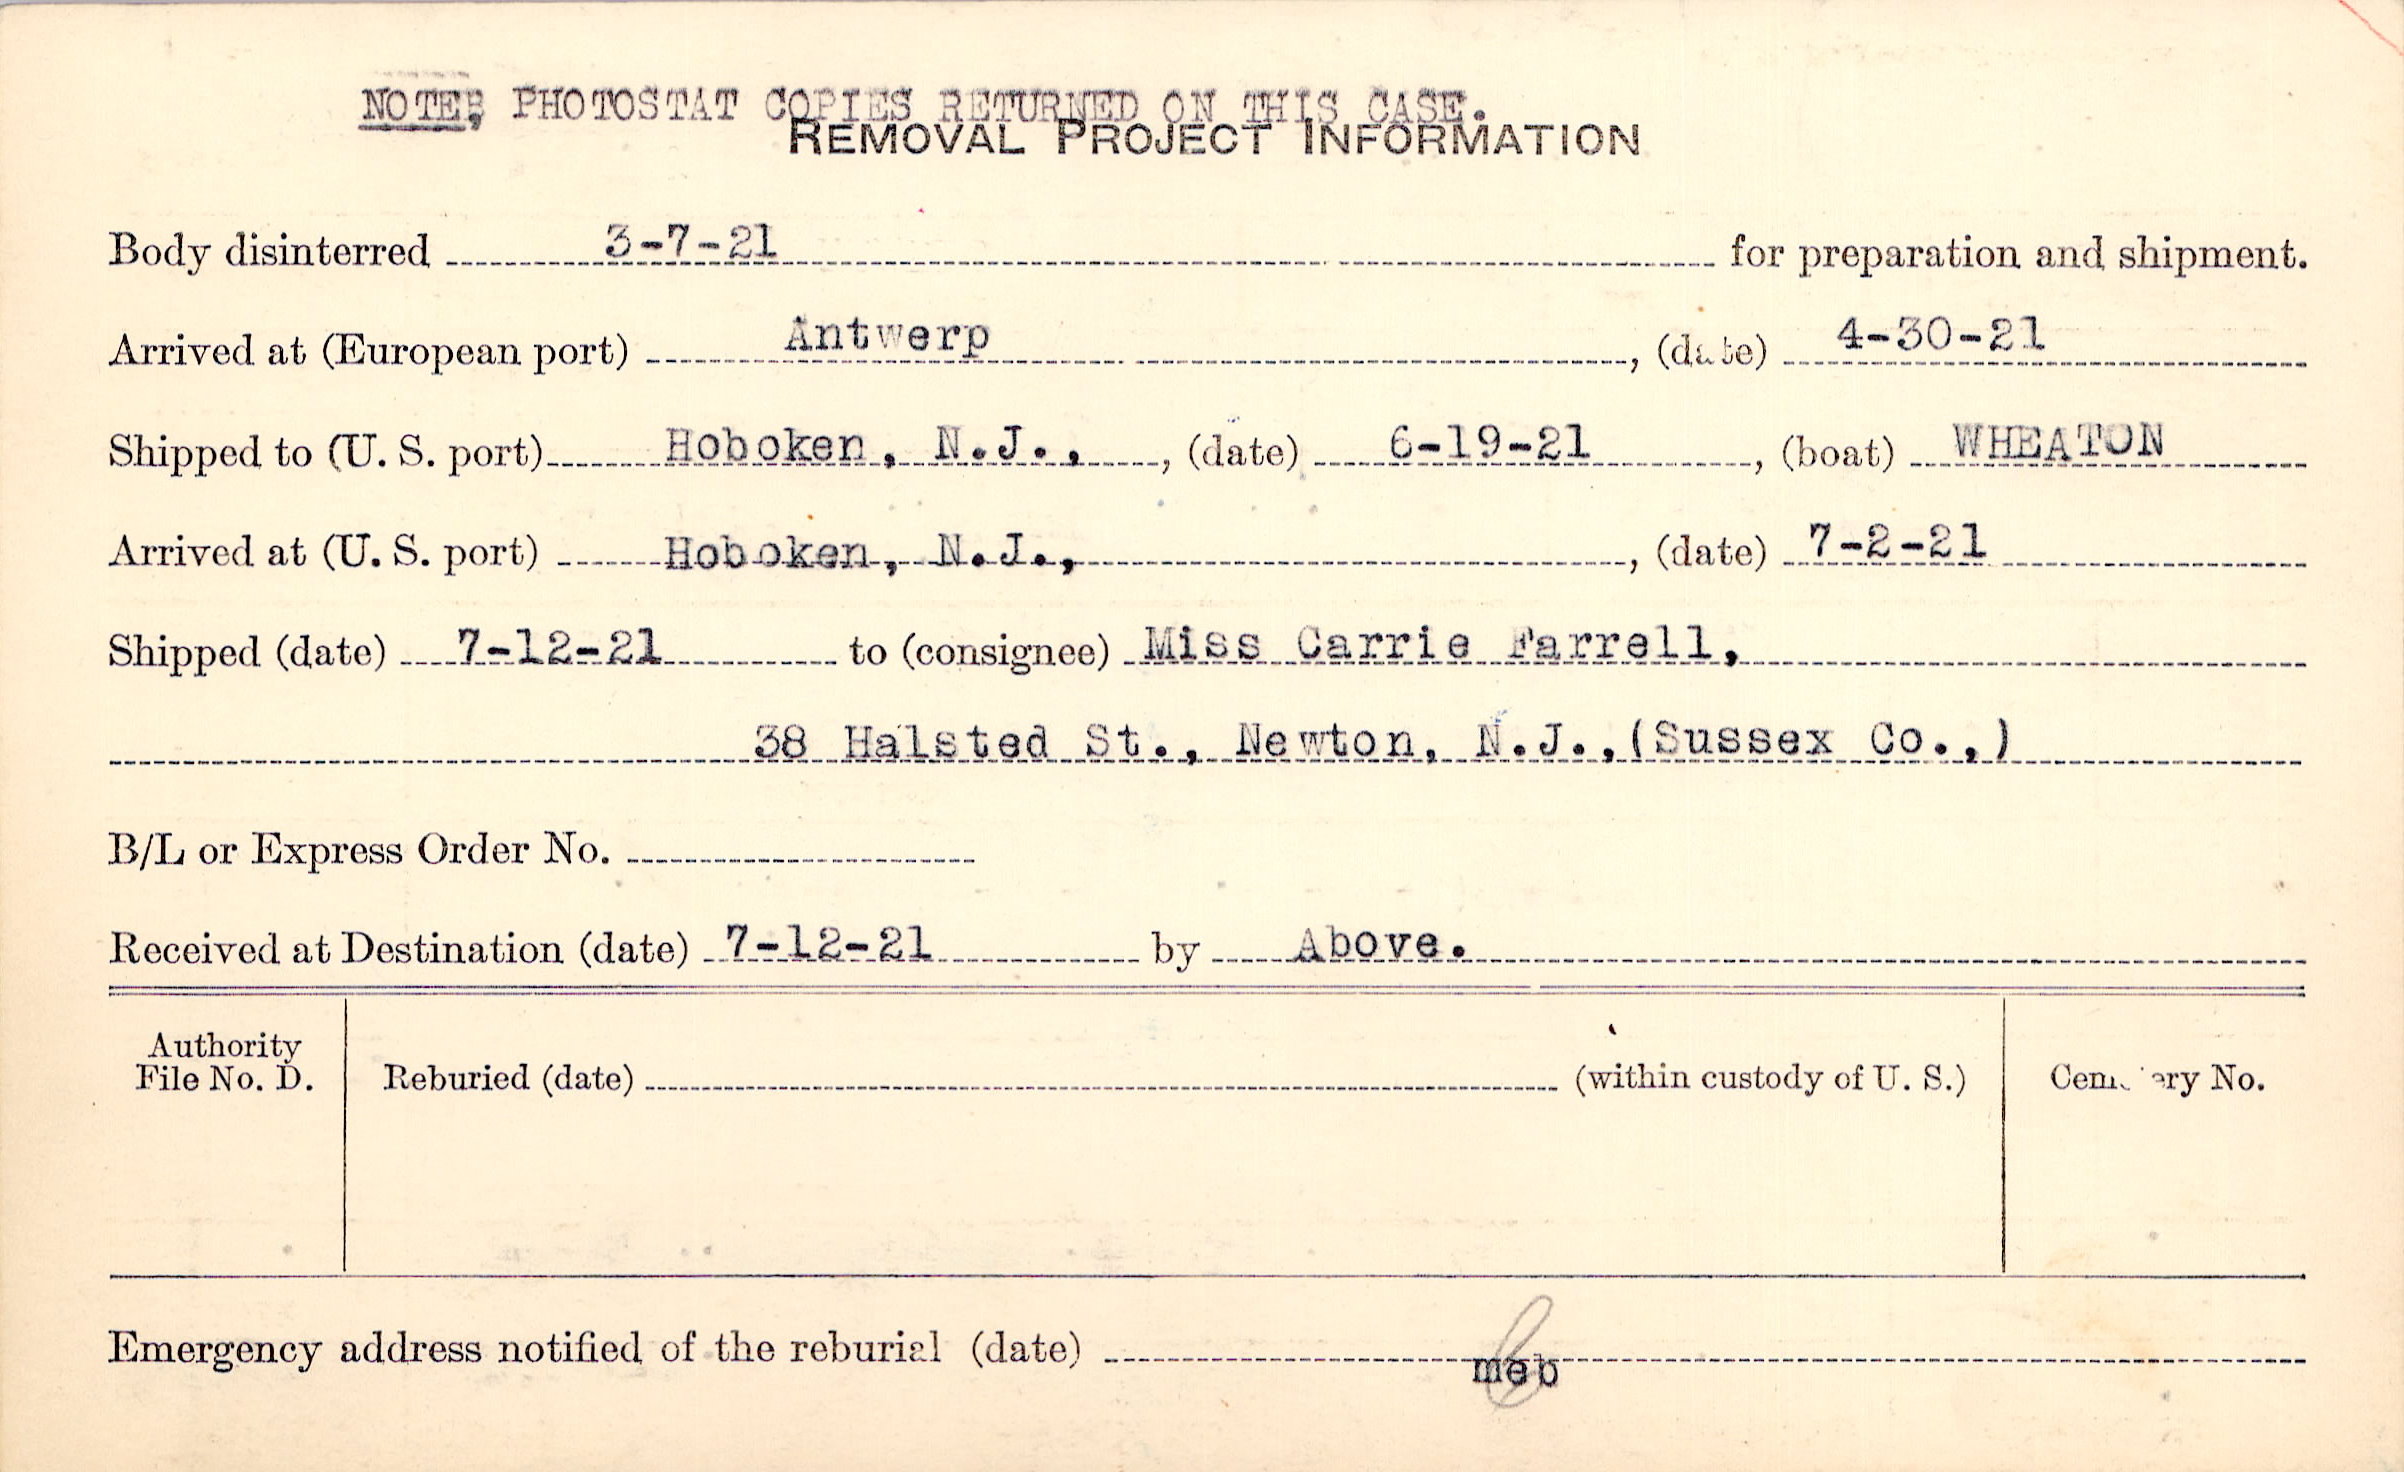 NOTE; PHOTOSTAT COPIES RETURNED ON THIS CASE.
REMOVAL PROJECT INFORMATION
Body disinterred 3-7-21 for preparation and shipment.
Arrived at (European port) Antwerp, (date) 4-30-21
Shipped to (U. S. port) Hoboken, N.J., , (date) 6-19-21, (boat) WHEATON
Arrived at (U. S. port) Hoboken, N.J., , (date) 7-2-21
Shipped (date) 7-12-21 to (consignee) Miss Carrie Farrell,
38 Halsted St., Newton, N.J.,(Sussex Co.,)
B/L or Express Order No.
Received at Destination (date) 7-12-21 by Above.
Authority
File No. D.
Reburied (date) (within custody of U. S.)
Cemetery No.
Emergency address notified of the reburial (date)
meb